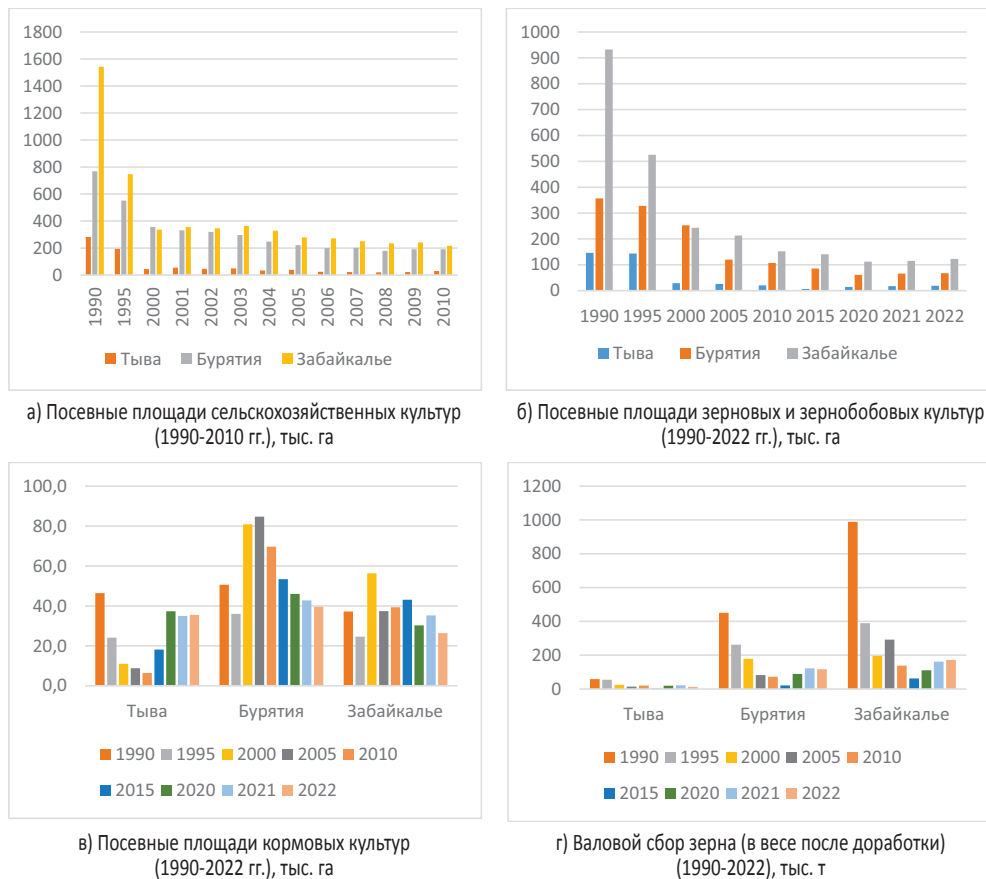 1800
1600
1400
1200
1000
800
600
400
200
0
1990
1995
2000
2001
2002
2003
2004
2005
2006
2007
2008
2009
2010
Тыва Бурятия Забайкалье
а) Посевные площади сельскохозяйственных культур
(1990-2010 гг.), тыс. га
1000
900
800
700
600
500
400
300
200
100
0
1990 1995 2000 2005 2010 2015 2020 2021 2022
Тыва Бурятия Забайкалье
б) Посевные площади зерновых и зернобобовых культур
(1990-2022 гг.), тыс. га
100,0
80,0
60,0
40,0
20,0
0,0
Тыва Бурятия Забайкалье
1990 1995 2000 2005 2010
2015 2020 2021 2022
в) Посевные площади кормовых культур
(1990-2022 гг.), тыс. га
1200
1000
800
600
400
200
0
Тыва Бурятия Забайкалье
1990 1995 2000 2005 2010
2015 2020 2021 2022
г) Валовой сбор зерна (в весе после доработки)
(1990-2022), тыс. т